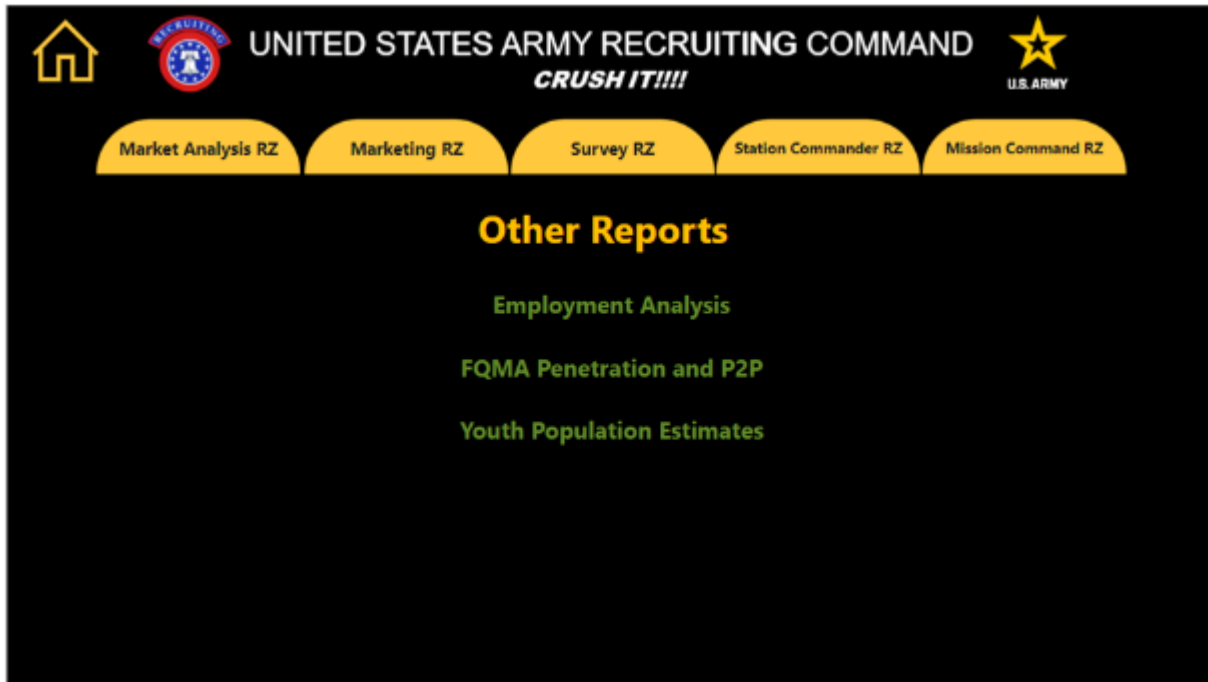 RECRUITING
UNITED STATES ARMY RECRUITING COMMAND
CRUSH IT!!!!
U.S. ARMY
Market Analysis RZ
Marketing RZ
Survey RZ
Station Commander RZ
Mission Command RZ
Other Reports
Employment Analysis
FQMA Penetration and P2P
Youth Population Estimates